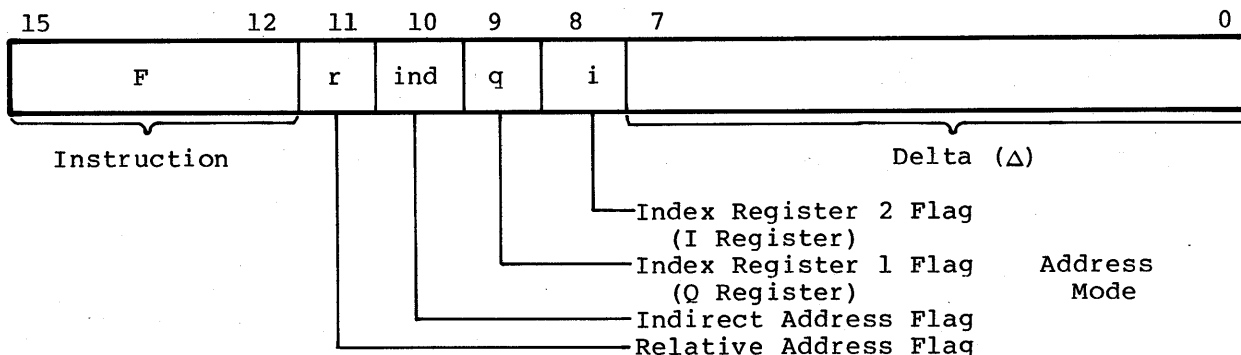 15 12 11 10 9 8 7 0
F r ind q i
Instruction Delta (Δ)
Index Register 2 Flag
(I Register)
Index Register 1 Flag Address
(Q Register) Mode
Indirect Address Flag
Relative Address Flag